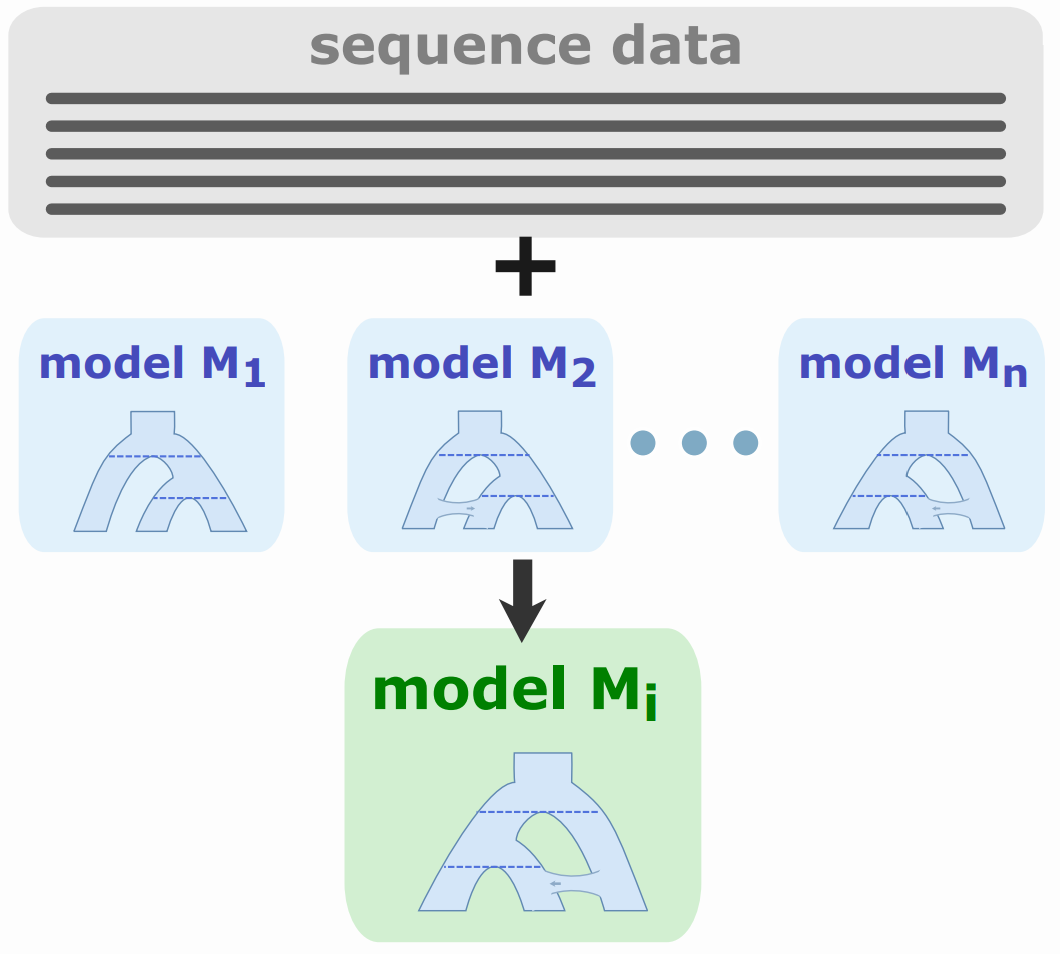 sequence data
+
model M1
model M2
model Mn
model Mi